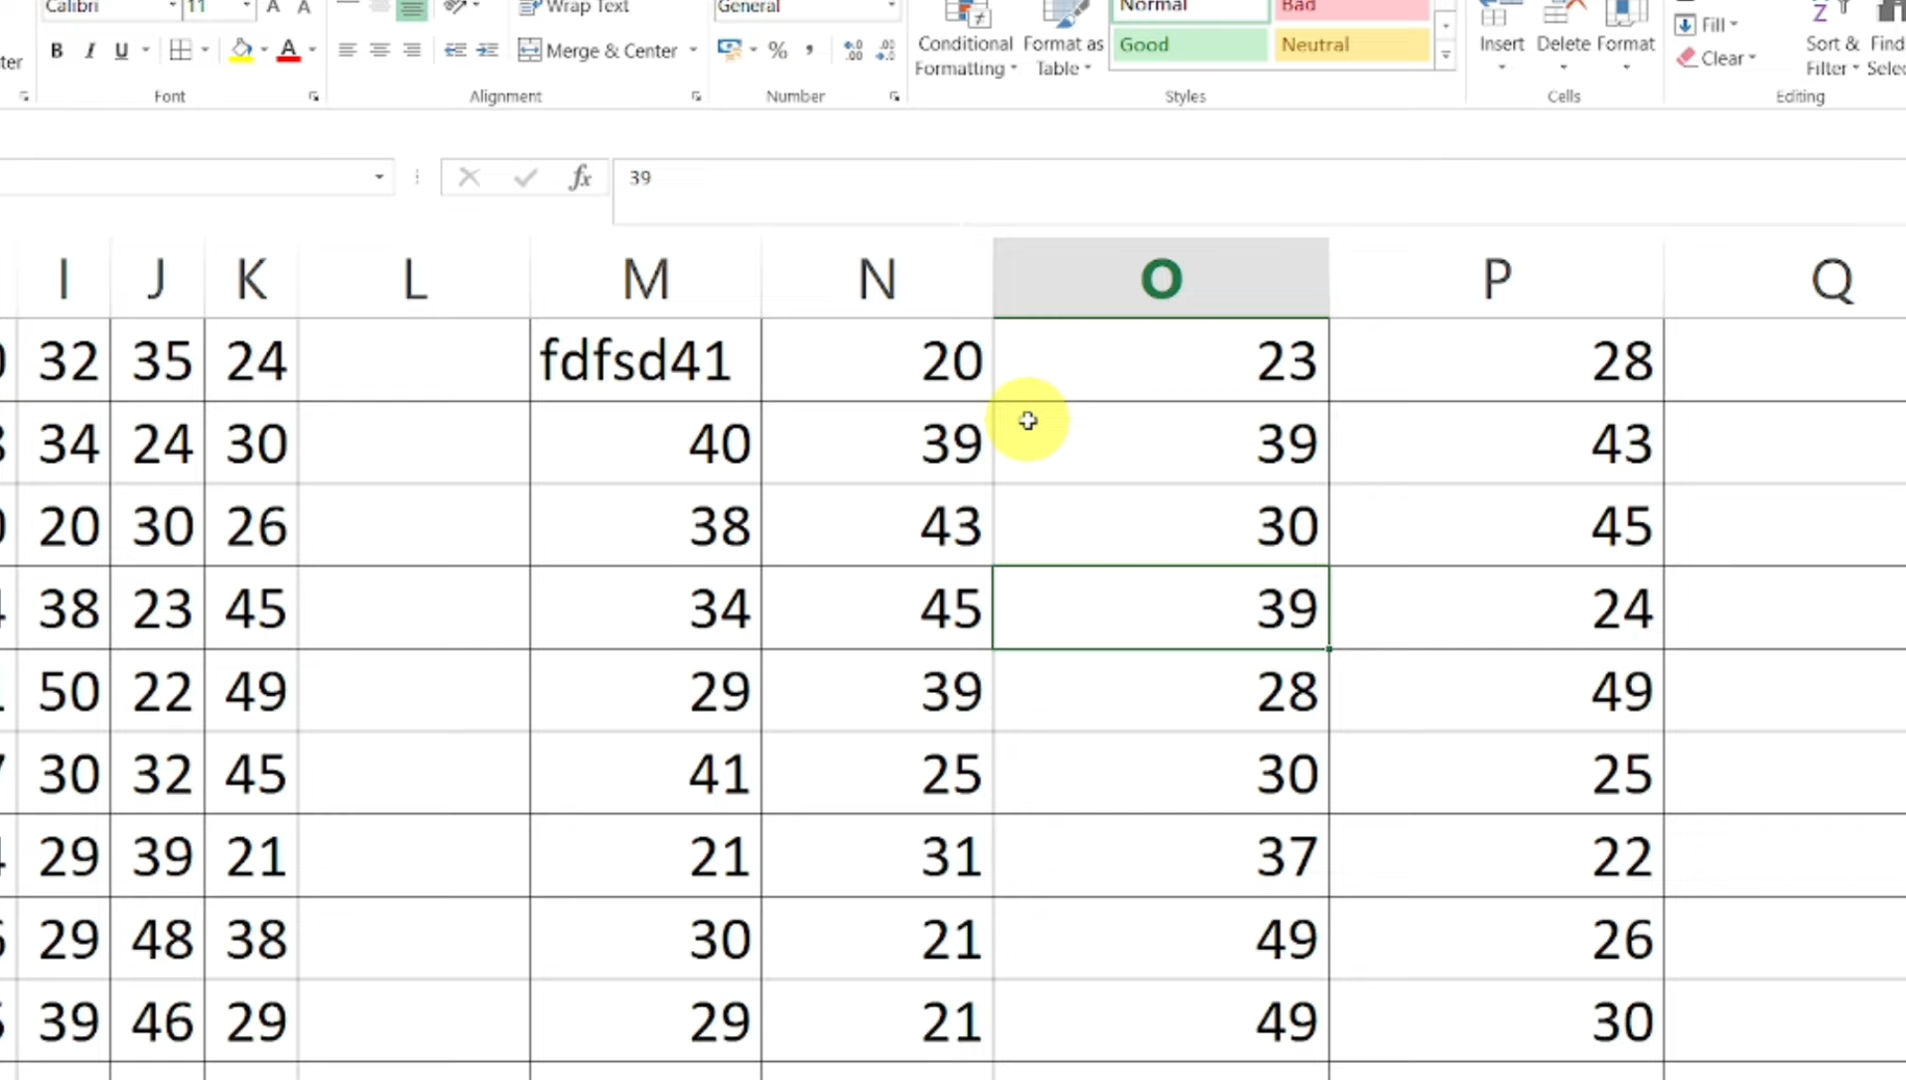 Calibri 11 A A Wrap Text General Normal Bad
B I U A Merge & Center % , Conditional Formatting Format as Table Good Neutral Insert Delete Format Fill Clear Sort & Filter
Font Alignment Number Styles Cells Editing
fx 39
I J K L M N O P Q
32 35 24 fdfsd41 20 23 28
34 24 30 40 39 39 43
20 30 26 38 43 30 45
38 23 45 34 45 39 24
50 22 49 29 39 28 49
30 32 45 41 25 30 25
29 39 21 21 31 37 22
29 48 38 30 21 49 26
39 46 29 29 21 49 30